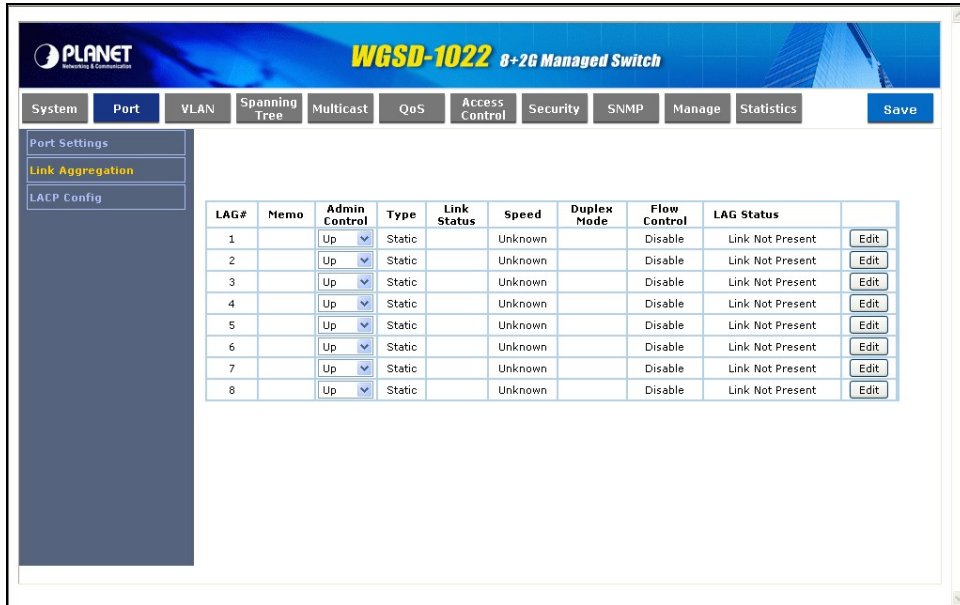 PLANET
Networking & Communication
WGSD-1022 8+2G Managed Switch
System Port VLAN Spanning Tree Multicast QoS Access Control Security SNMP Manage Statistics Save
Port Settings
Link Aggregation
LACP Config
LAG# Memo Admin Control Type Link Status Speed Duplex Mode Flow Control LAG Status
1 Up Static Unknown Disable Link Not Present Edit
2 Up Static Unknown Disable Link Not Present Edit
3 Up Static Unknown Disable Link Not Present Edit
4 Up Static Unknown Disable Link Not Present Edit
5 Up Static Unknown Disable Link Not Present Edit
6 Up Static Unknown Disable Link Not Present Edit
7 Up Static Unknown Disable Link Not Present Edit
8 Up Static Unknown Disable Link Not Present Edit